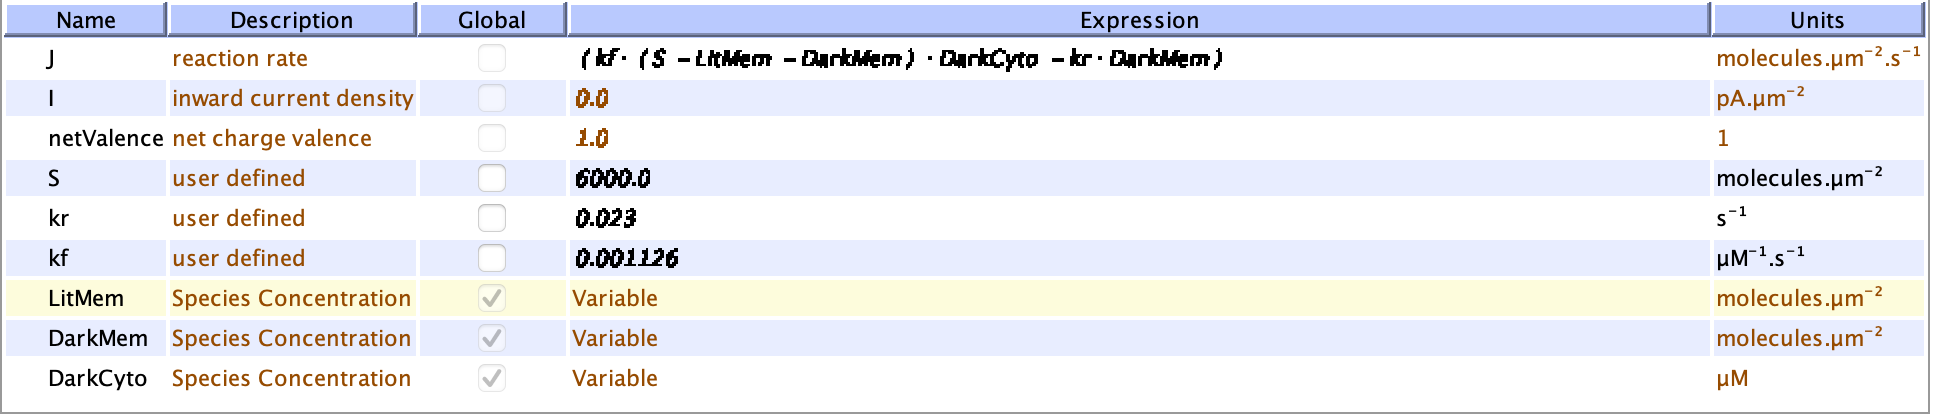 Name Description Global Expression Units
J reaction rate (kf· (S −LitMem −DarkMem) ·DarkCyto −kr·DarkMem) molecules.µm⁻².s⁻¹
I inward current density 0.0 pA.µm⁻²
netValence net charge valence 1.0 1
S user defined 6000.0 molecules.µm⁻²
kr user defined 0.023 s⁻¹
kf user defined 0.001126 µM⁻¹.s⁻¹
LitMem Species Concentration Variable molecules.µm⁻²
DarkMem Species Concentration Variable molecules.µm⁻²
DarkCyto Species Concentration Variable µM